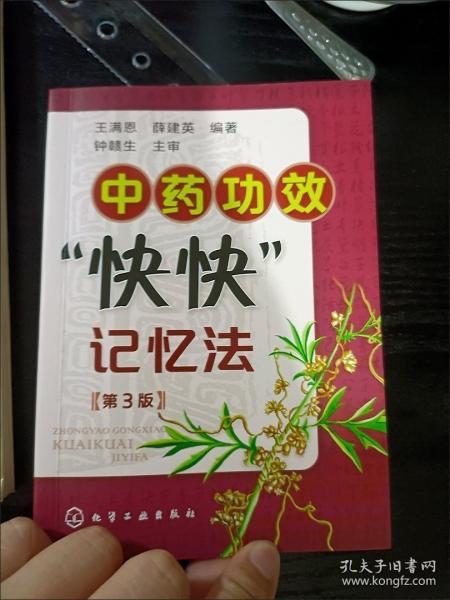 王满恩 薛建英 编著
钟赣生 主审
中药功效
“快快”
记忆法
【第3版】
ZHONGYAO GONGXIAO
KUAIKUAI
JIYIFA
化学工业出版社
孔夫子旧书网
www.kongfz.com